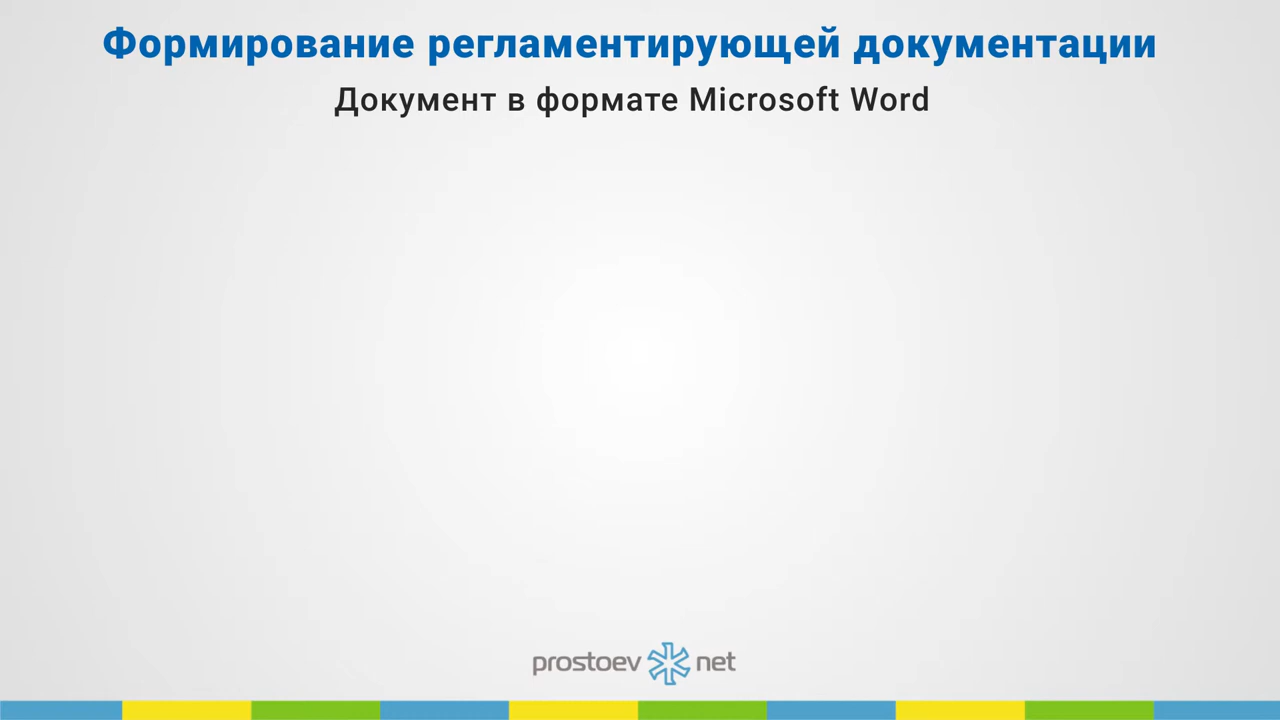 Формирование регламентирующей документации
Документ в формате Microsoft Word
prostoev net